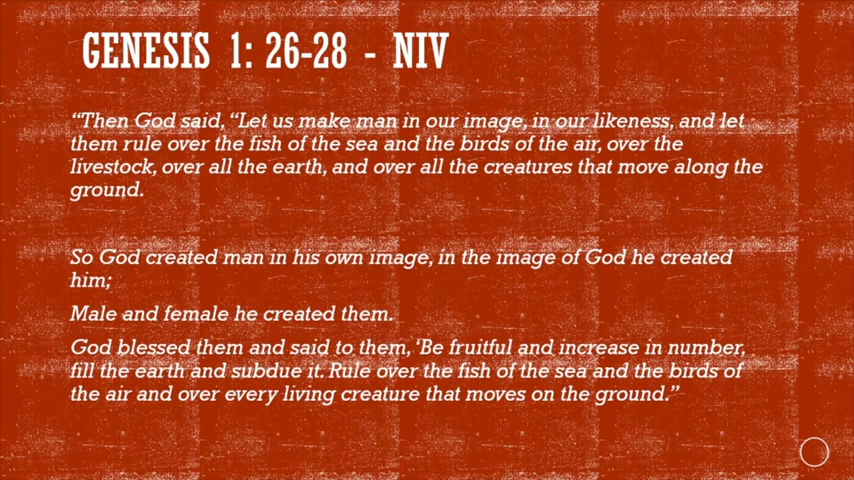 GENESIS 1: 26-28 - NIV
“Then God said, “Let us make man in our image, in our likeness, and let
them rule over the fish of the sea and the birds of the air, over the
livestock, over all the earth, and over all the creatures that move along the
ground.
So God created man in his own image, in the image of God he created
him;
Male and female he created them.
God blessed them and said to them, ‘Be fruitful and increase in number,
fill the earth and subdue it. Rule over the fish of the sea and the birds of
the air and over every living creature that moves on the ground.”